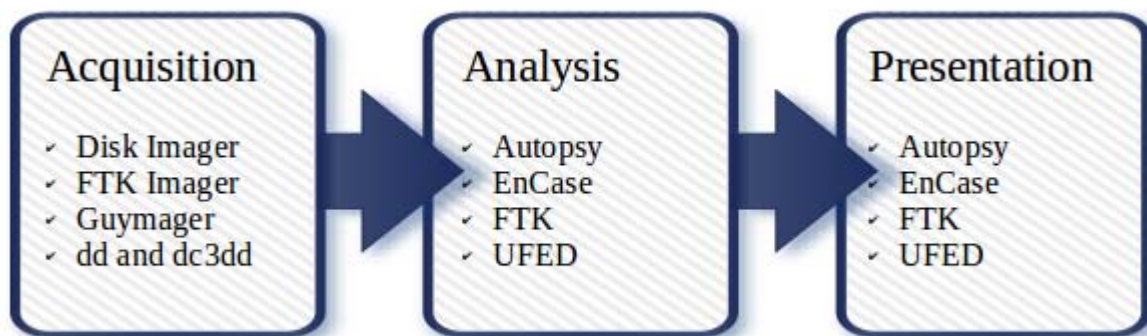 Acquisition
Disk Imager
FTK Imager
Guymager
dd and dc3dd
Analysis
Autopsy
EnCase
FTK
UFED
Presentation
Autopsy
EnCase
FTK
UFED